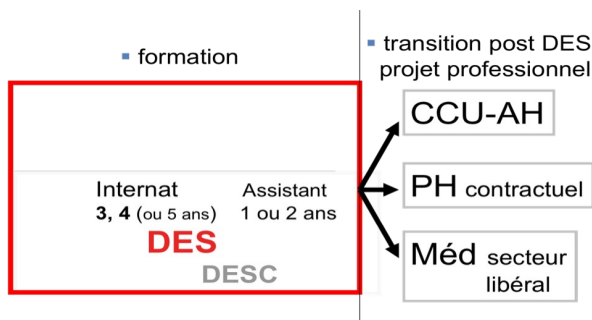 ▪ formation
▪ transition post DES
projet professionnel
CCU-AH
Internat
3, 4 (ou 5 ans)
Assistant
1 ou 2 ans
DES
DESC
PH contractuel
Méd secteur
libéral